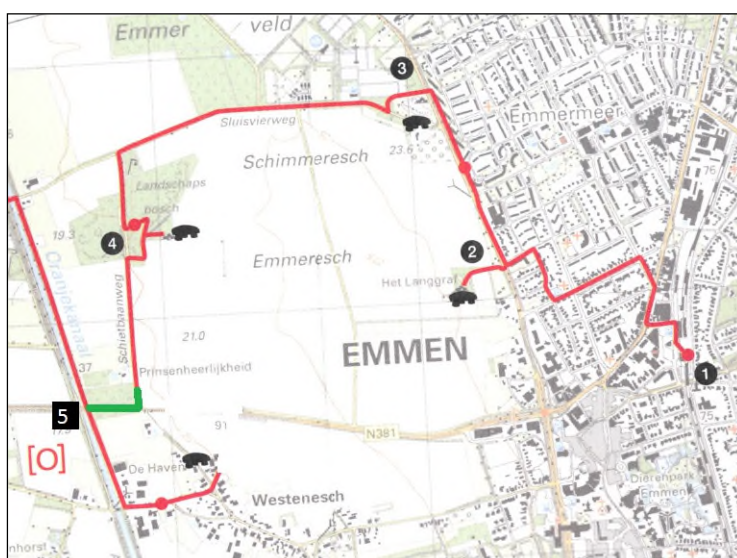 Emmer veld
3
Emmermeer
Sluisvierweg
Schimmeresch
23.6
76
Landschaps
bosch
19.3
4
2
Emmeresch
Het Langgraf
Oranjekanaal
Schietbaanweg
21.0
EMMEN
1
37
Prinsenheerlijkheid
5
91
N381
75
[O]
De Haven
Westenesch
Dierenpark
Emmen
nhorst